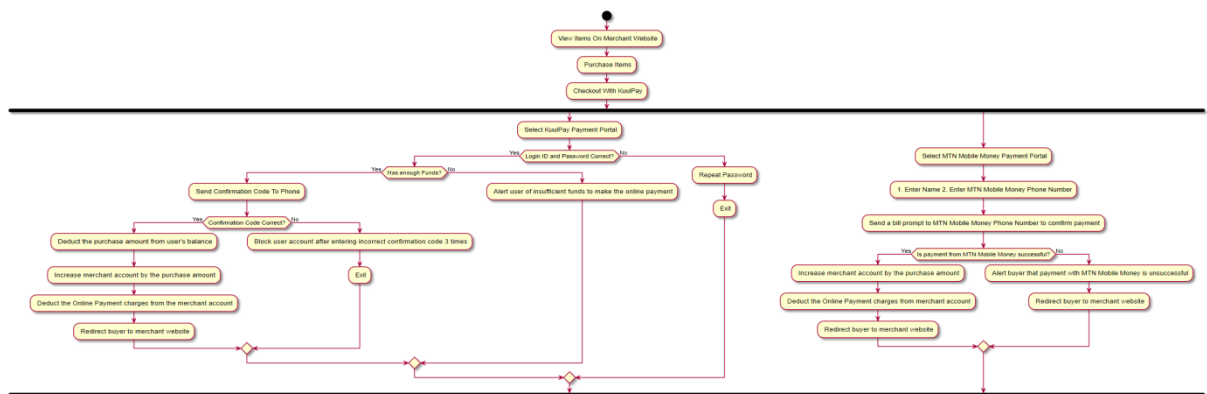 View Items On Merchant Website
Purchase Items
Checkout With KuulPay
Select KuulPay Payment Portal
Yes
Login ID and Password Correct?
No
Yes
Has enough Funds?
No
Repeat Password
Exit
Send Confirmation Code To Phone
Alert user of insufficient funds to make the online payment
Yes
Confirmation Code Correct?
No
Deduct the purchase amount from user's balance
Block user account after entering incorrect confirmation code 3 times
Increase merchant account by the purchase amount
Exit
Deduct the Online Payment charges from the merchant account
Redirect buyer to merchant website
Select MTN Mobile Money Payment Portal
1. Enter Name 2. Enter MTN Mobile Money Phone Number
Send a bill prompt to MTN Mobile Money Phone Number to comfirm payment
Yes
Is payment from MTN Mobile Money successful?
No
Increase merchant account by the purchase amount
Alert buyer that payment with MTN Mobile Money is unsuccessful
Deduct the Online Payment charges from merchant account
Redirect buyer to merchant website
Redirect buyer to merchant website